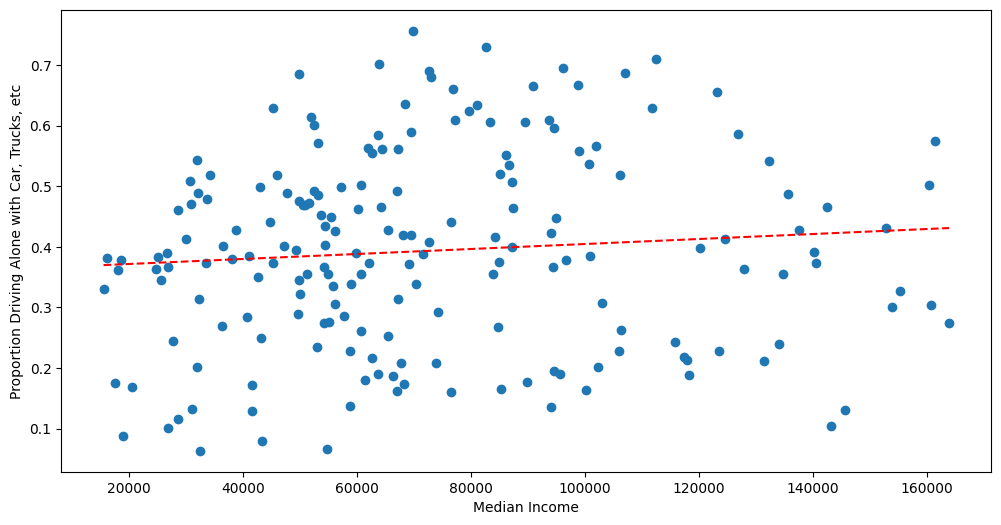 Proportion Driving Alone with Car, Trucks, etc
0.7
0.6
0.5
0.4
0.3
0.2
0.1
20000 40000 60000 80000 100000 120000 140000 160000
Median Income